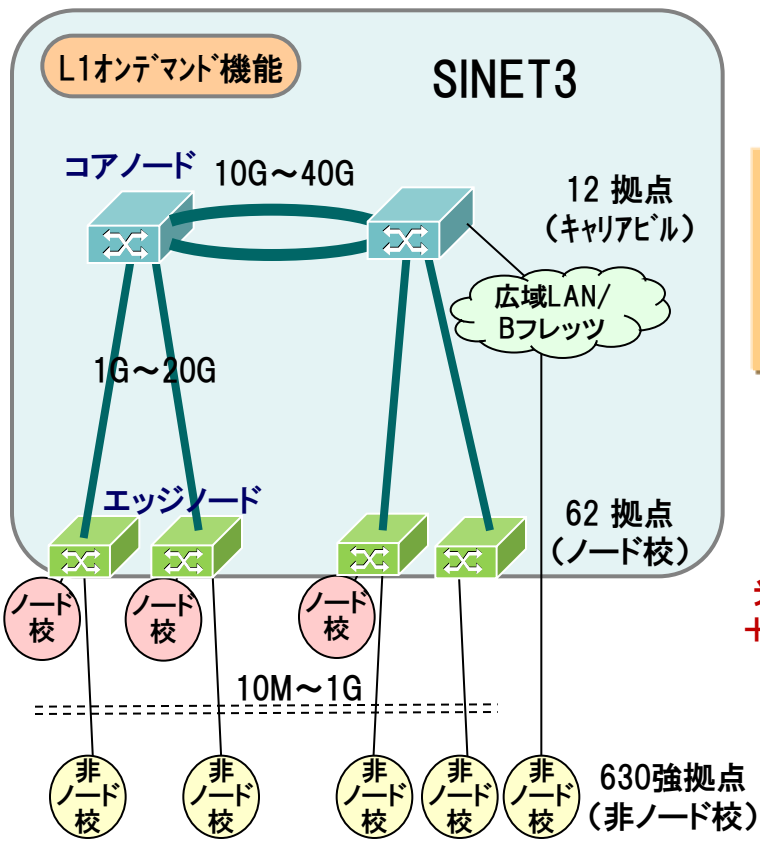 L1オンデマンド機能
SINET3
コアノード
10G～40G
12 拠点
(キャリアビル)
広域LAN/
Bフレッツ
1G～20G
エッジノード
62 拠点
(ノード校)
ノード
校
ノード
校
ノード
校
10M～1G
非
ノード
校
非
ノード
校
非
ノード
校
非
ノード
校
非
ノード
校
630強拠点
(非ノード校)